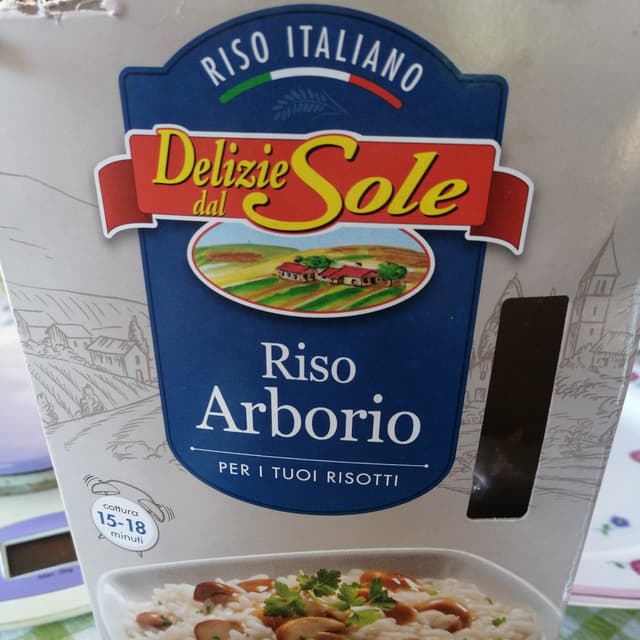 RISO ITALIANO
Delizie
dal
Sole
Riso
Arborio
PER I TUOI RISOTTI
cottura
15-18
minuti